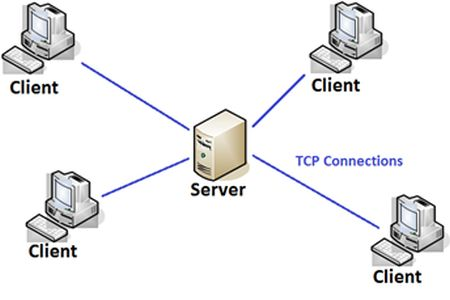 Client
Client
TCP Connections
Server
Client
Client